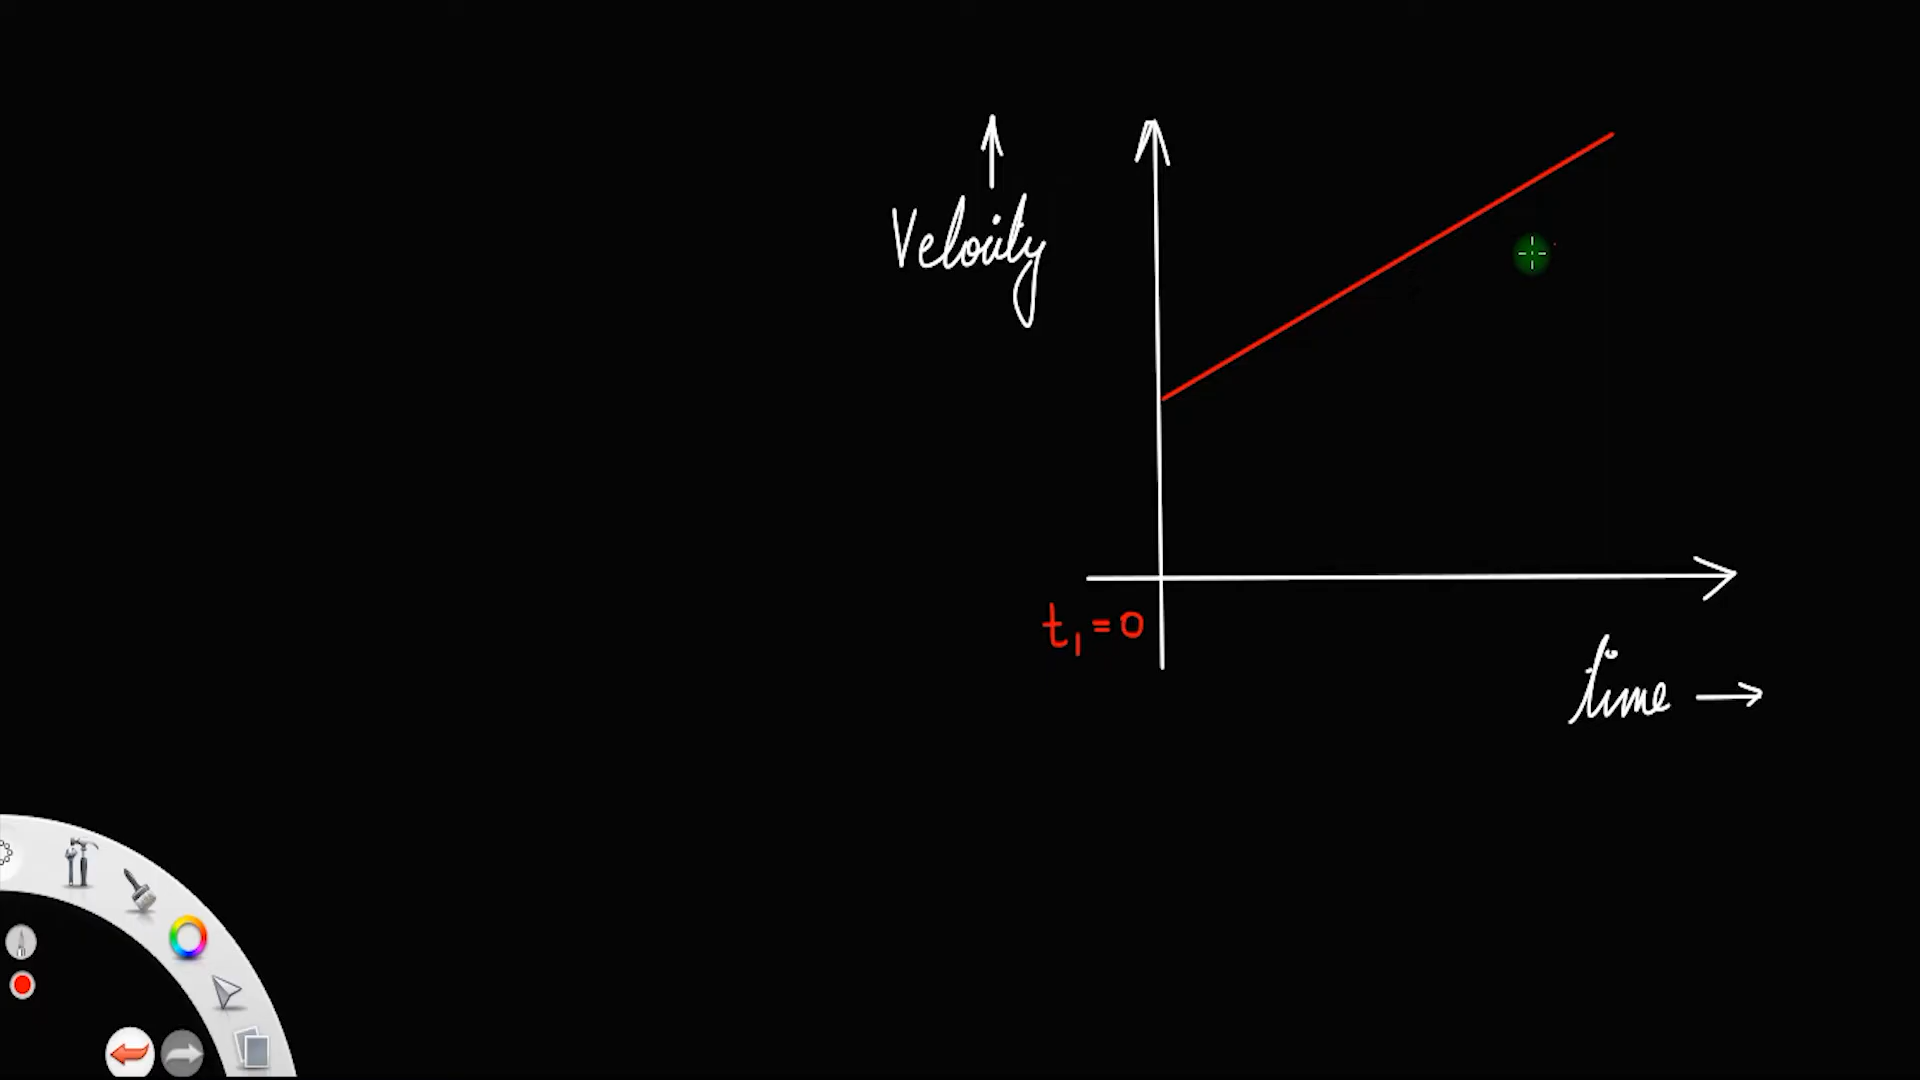 Velocity
t₁ = 0
time →